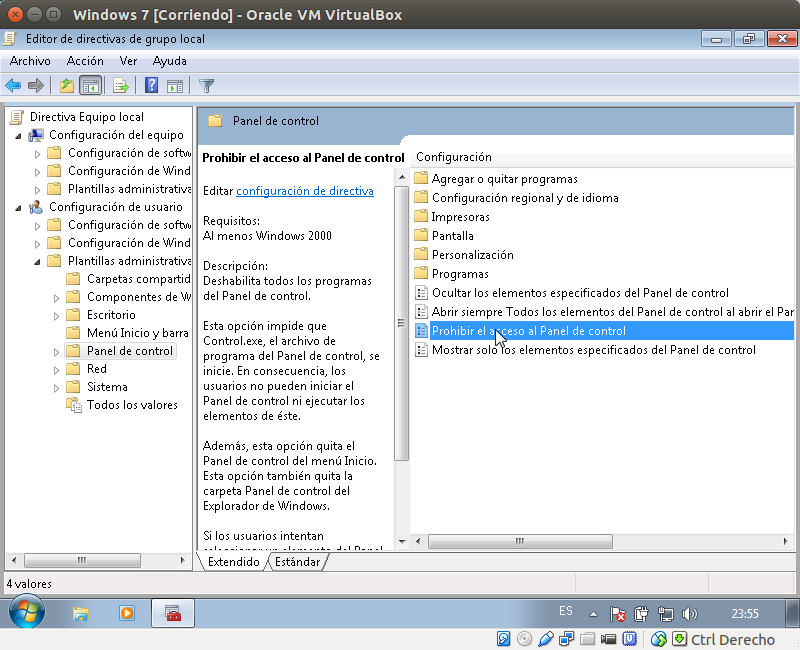 Windows 7 [Corriendo] - Oracle VM VirtualBox
Editor de directivas de grupo local
Archivo Acción Ver Ayuda
Directiva Equipo local
Configuración del equipo
Configuración de softw
Configuración de Wind
Plantillas administrativa
Configuración de usuario
Configuración de softw
Configuración de Wind
Plantillas administrativa
Carpetas compartid
Componentes de W
Escritorio
Menú Inicio y barra
Panel de control
Red
Sistema
Todos los valores
Panel de control
Prohibir el acceso al Panel de control
Editar configuración de directiva
Requisitos:
Al menos Windows 2000
Descripción:
Deshabilita todos los programas
del Panel de control.
Esta opción impide que
Control.exe, el archivo de
programa del Panel de control, se
inicie. En consecuencia, los
usuarios no pueden iniciar el
Panel de control ni ejecutar los
elementos de éste.
Además, esta opción quita el
Panel de control del menú Inicio.
Esta opción también quita la
carpeta Panel de control del
Explorador de Windows.
Si los usuarios intentan
seleccionar un elemento del Panel
Configuración
Agregar o quitar programas
Configuración regional y de idioma
Impresoras
Pantalla
Personalización
Programas
Ocultar los elementos especificados del Panel de control
Abrir siempre Todos los elementos del Panel de control al abrir el Par
Prohibir el acceso al Panel de control
Mostrar solo los elementos especificados del Panel de control
Extendido Estándar
4 valores
ES 23:55
Ctrl Derecho